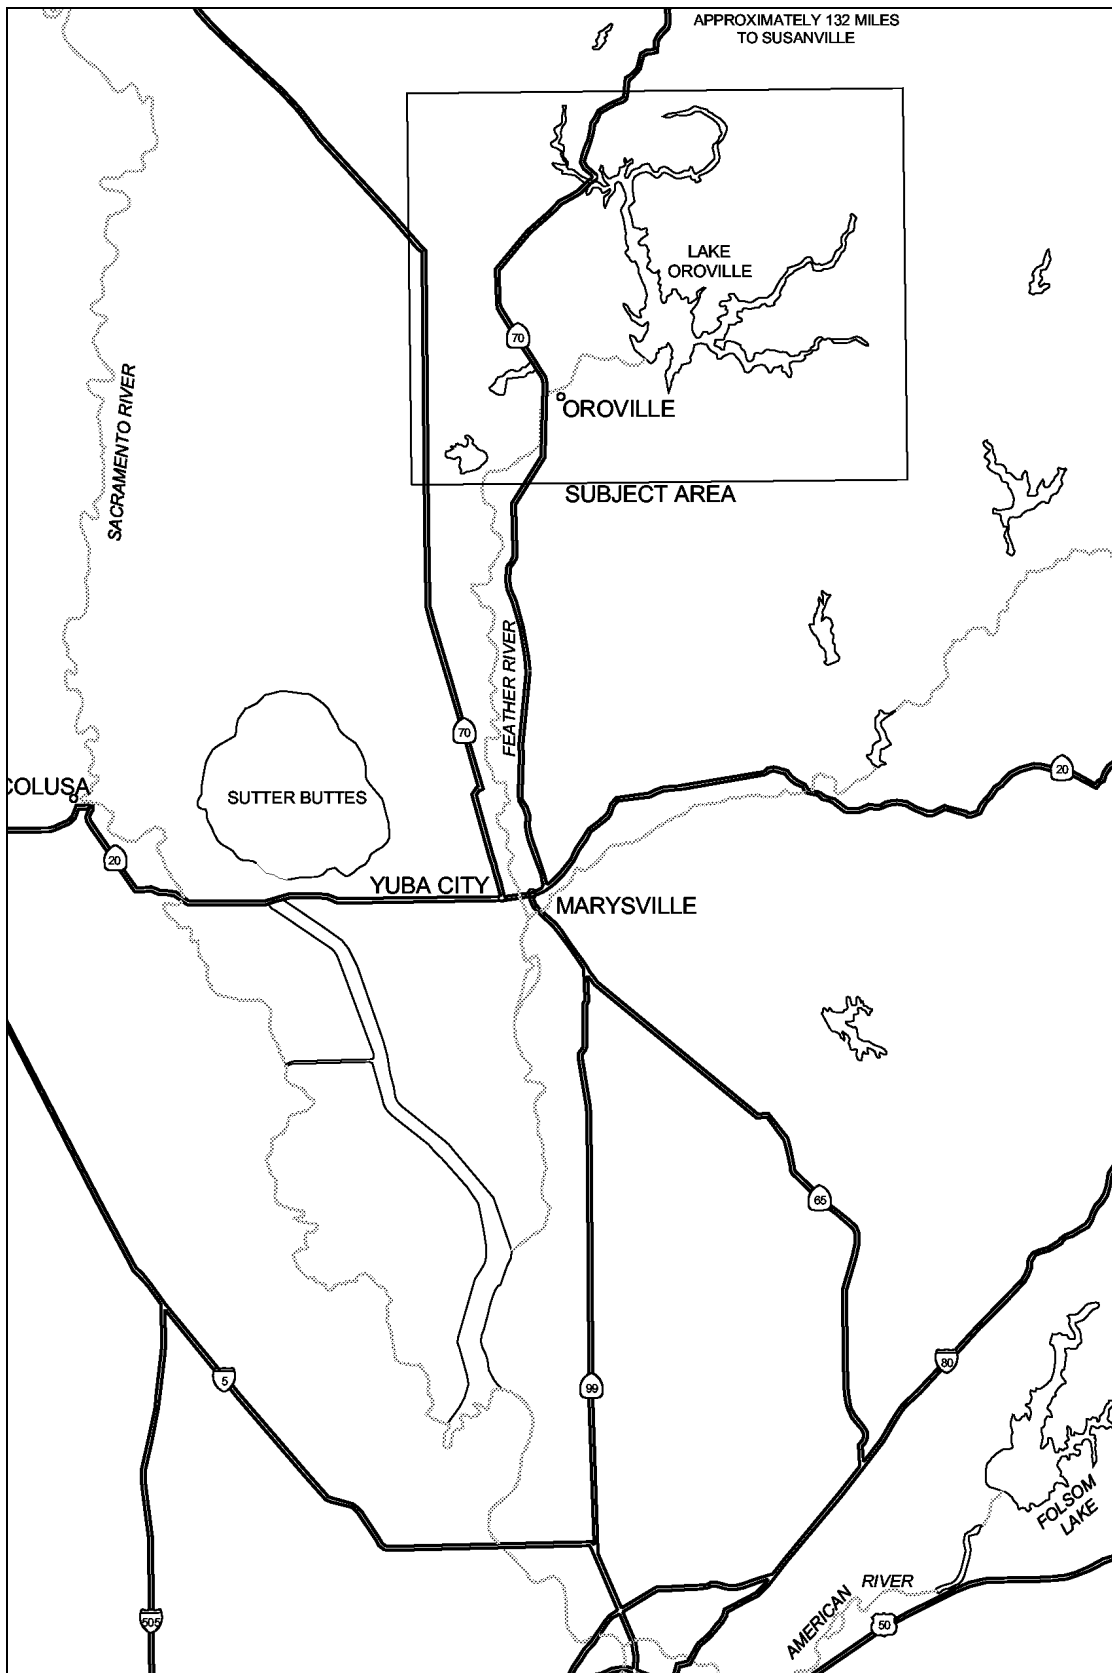 APPROXIMATELY 132 MILES
TO SUSANVILLE
LAKE
OROVILLE
70
OROVILLE
SACRAMENTO RIVER
SUBJECT AREA
FEATHER RIVER
70
20
COLUSA
SUTTER BUTTES
20
YUBA CITY
MARYSVILLE
65
80
5
99
FOLSOM
LAKE
AMERICAN RIVER
505
50